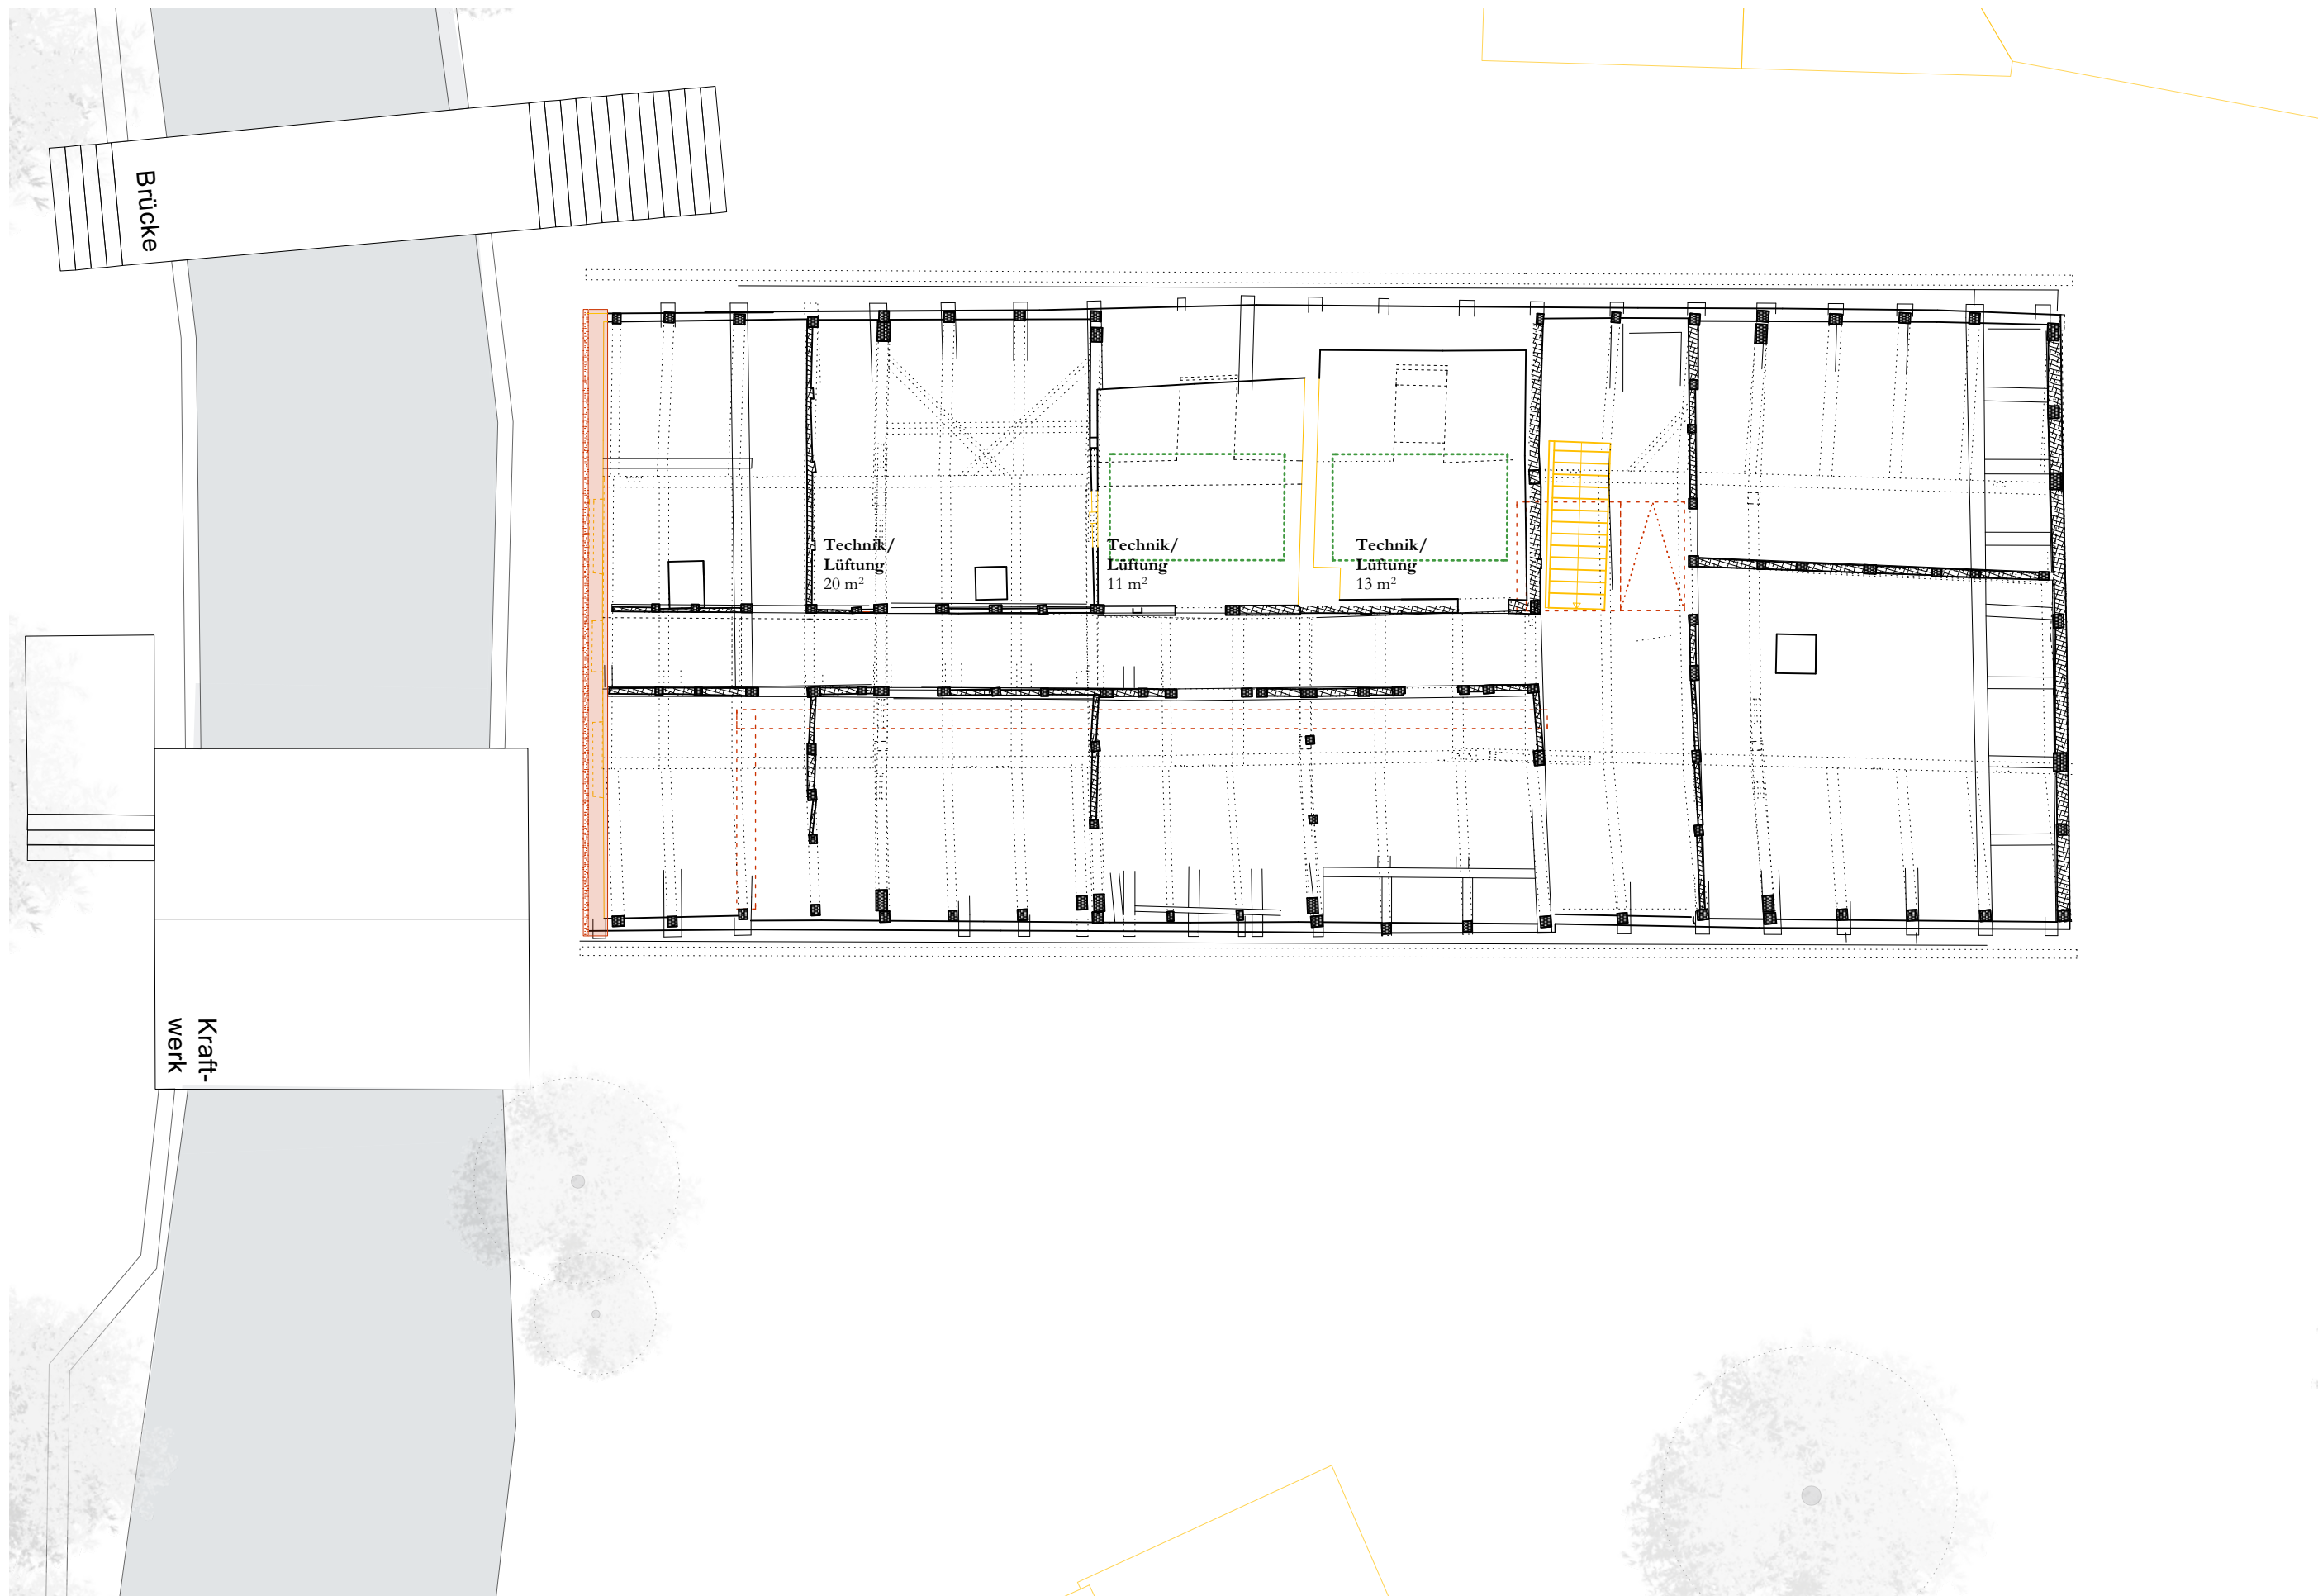 Brücke
Technik/
Lüftung
20 m²
Technik/
Lüftung
11 m²
Technik/
Lüftung
13 m²
Kraft-
werk